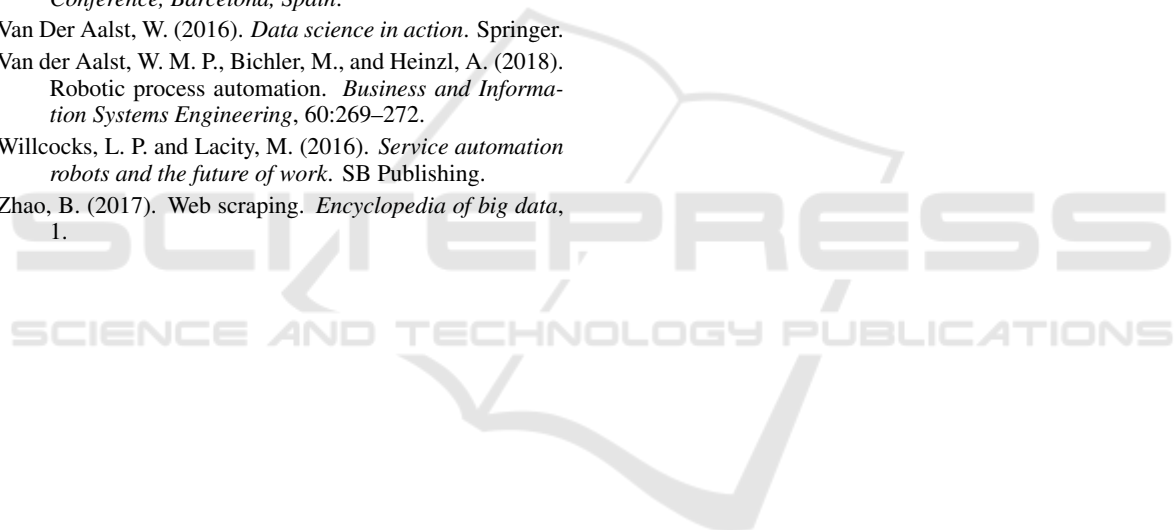 Conference, Barcelona, Spain.
Van Der Aalst, W. (2016). Data science in action. Springer.
Van der Aalst, W. M. P., Bichler, M., and Heinzl, A. (2018).
Robotic process automation. Business and Informa-
tion Systems Engineering, 60:269–272.
Willcocks, L. P. and Lacity, M. (2016). Service automation
robots and the future of work. SB Publishing.
Zhao, B. (2017). Web scraping. Encyclopedia of big data,
1.
SCITEPRESS
SCIENCE AND TECHNOLOGY PUBLICATIONS